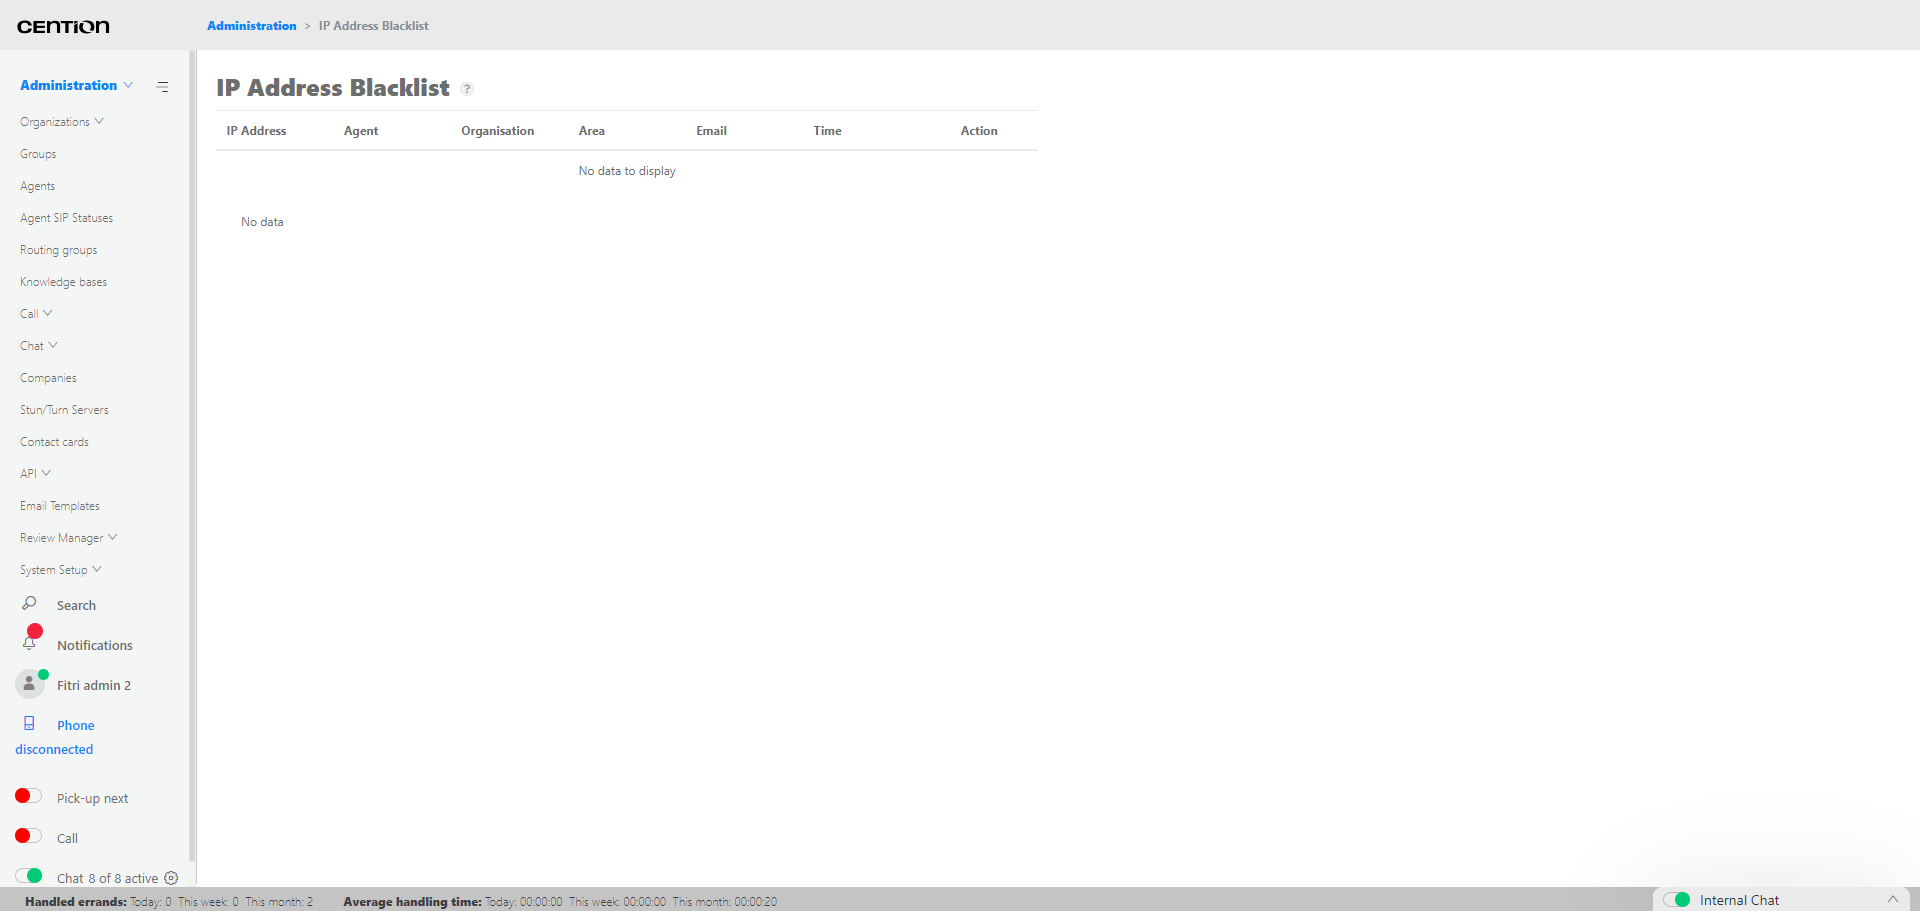 CENTION
Administration > IP Address Blacklist
Administration
Organizations
Groups
Agents
Agent SIP Statuses
Routing groups
Knowledge bases
Call
Chat
Companies
Stun/Turn Servers
Contact cards
API
Email Templates
Review Manager
System Setup
Search
Notifications
Fitri admin 2
Phone
disconnected
Pick-up next
Call
Chat 8 of 8 active
IP Address Blacklist ?
IP Address Agent Organisation Area Email Time Action
No data to display
No data
Handled errands: Today: 0 This week: 0 This month: 2 Average handling time: Today: 00:00:00 This week: 00:00:00 This month: 00:00:20
Internal Chat